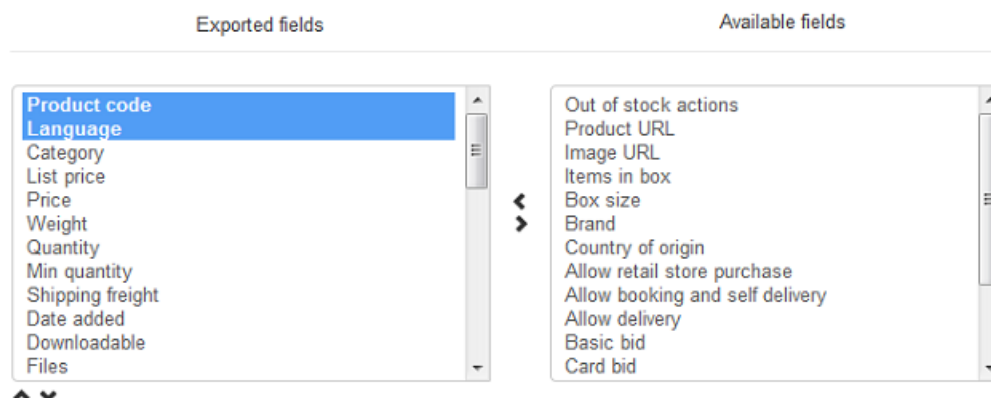 Exported fields
Available fields
Product code
Language
Category
List price
Price
Weight
Quantity
Min quantity
Shipping freight
Date added
Downloadable
Files
Out of stock actions
Product URL
Image URL
Items in box
Box size
Brand
Country of origin
Allow retail store purchase
Allow booking and self delivery
Allow delivery
Basic bid
Card bid